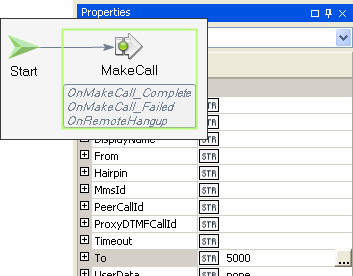 Properties
Start
MakeCall
OnMakeCall_Complete
OnMakeCall_Failed
OnRemoteHangup
STR
STR
DisplayName STR
From STR
Hairpin STR
MmsId STR
PeerCallId STR
ProxyDTMFCallId STR
Timeout STR
To STR 5000 ...
UserData STR none